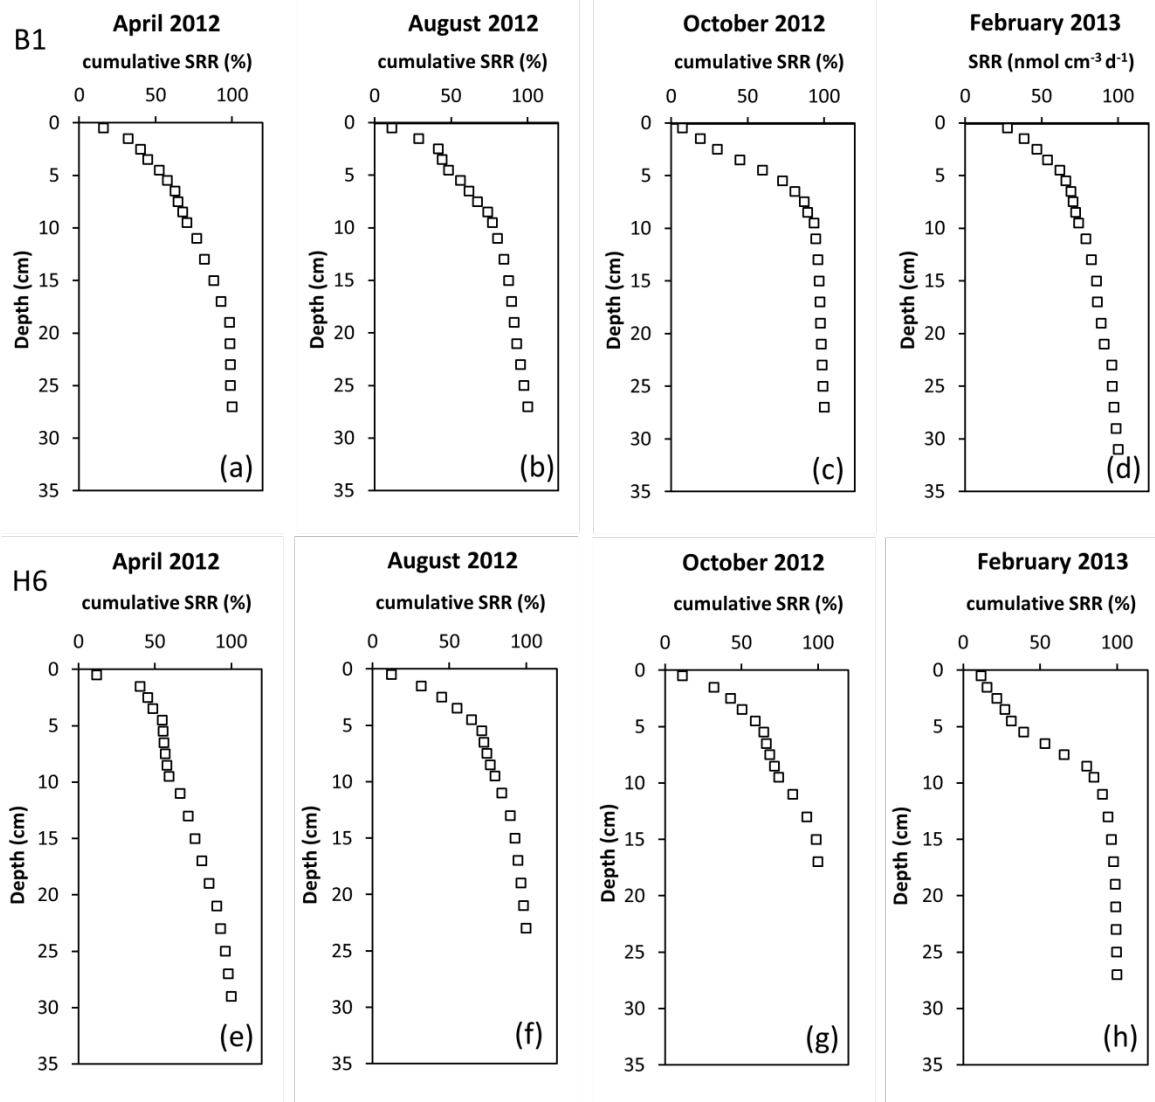 B1
April 2012
cumulative SRR (%)
0 50 100
0
5
10
15
20
25
30
35
Depth (cm)
(a)
August 2012
cumulative SRR (%)
0 50 100
0
5
10
15
20
25
30
35
Depth (cm)
(b)
October 2012
cumulative SRR (%)
0 50 100
0
5
10
15
20
25
30
35
Depth (cm)
(c)
February 2013
SRR (nmol cm⁻³ d⁻¹)
0 50 100
0
5
10
15
20
25
30
35
Depth (cm)
(d)
H6
April 2012
cumulative SRR (%)
0 50 100
0
5
10
15
20
25
30
35
Depth (cm)
(e)
August 2012
cumulative SRR (%)
0 50 100
0
5
10
15
20
25
30
35
Depth (cm)
(f)
October 2012
cumulative SRR (%)
0 50 100
0
5
10
15
20
25
30
35
Depth (cm)
(g)
February 2013
cumulative SRR (%)
0 50 100
0
5
10
15
20
25
30
35
Depth (cm)
(h)